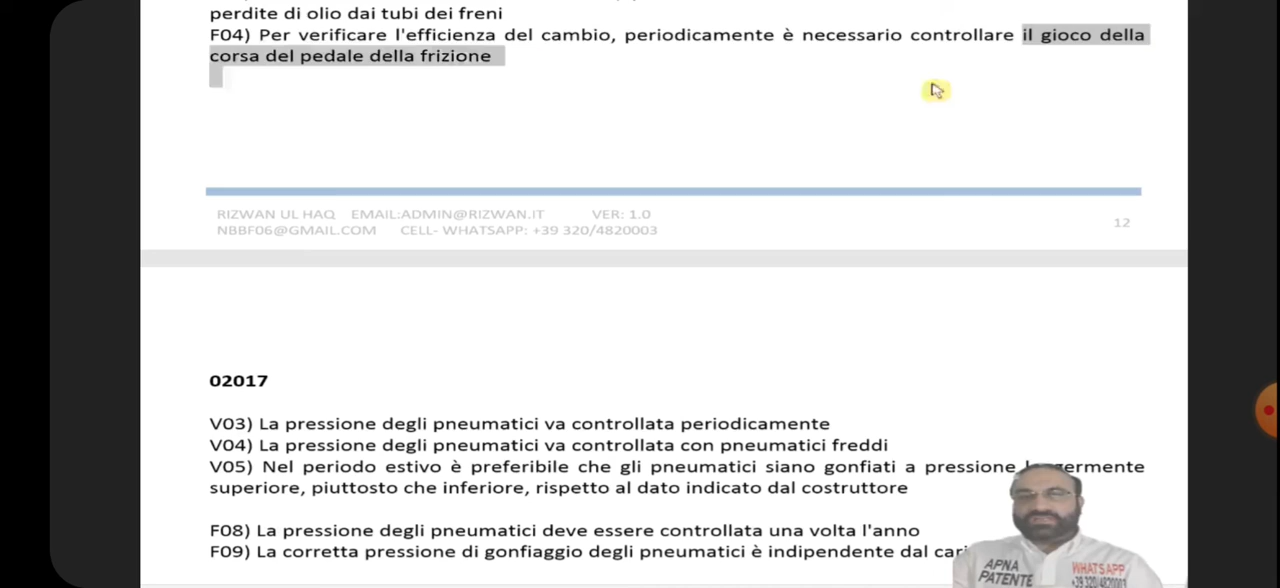 perdite di olio dai tubi dei freni
F04) Per verificare l'efficienza del cambio, periodicamente è necessario controllare il gioco della
corsa del pedale della frizione
RIZWAN UL HAQ EMAIL:ADMIN@RIZWAN.IT VER: 1.0
NBBF06@GMAIL.COM CELL- WHATSAPP: +39 320/4820003
12
02017
V03) La pressione degli pneumatici va controllata periodicamente
V04) La pressione degli pneumatici va controllata con pneumatici freddi
V05) Nel periodo estivo è preferibile che gli pneumatici siano gonfiati a pressione
superiore, piuttosto che inferiore, rispetto al dato indicato dal costruttore
F08) La pressione degli pneumatici deve essere controllata una volta l'anno
F09) La corretta pressione di gonfiaggio degli pneumatici è indipendente dal
APNA
PATENTE
WHATSAPP